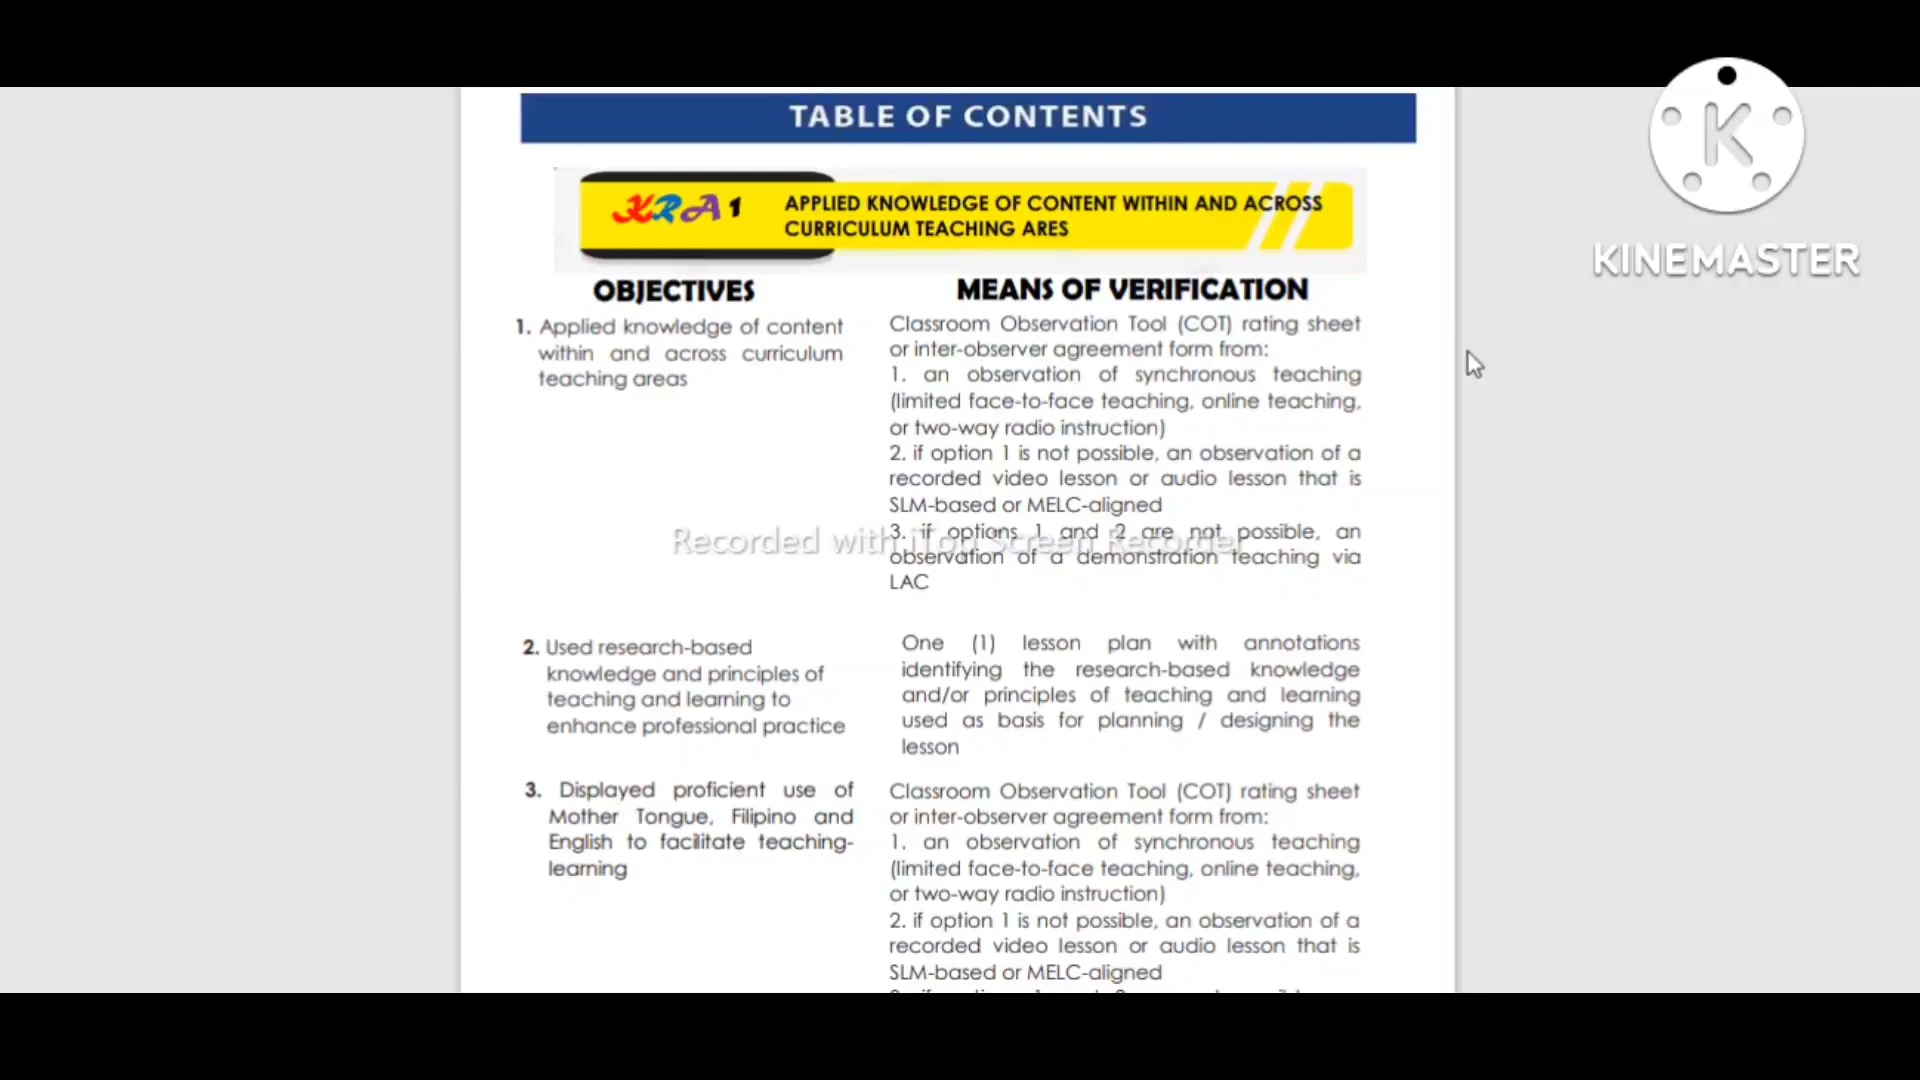 TABLE OF CONTENTS
KRA 1
APPLIED KNOWLEDGE OF CONTENT WITHIN AND ACROSS
CURRICULUM TEACHING ARES
OBJECTIVES
1. Applied knowledge of content
within and across curriculum
teaching areas
MEANS OF VERIFICATION
Classroom Observation Tool (COT) rating sheet
or inter-observer agreement form from:
1. an observation of synchronous teaching
(limited face-to-face teaching, online teaching,
or two-way radio instruction)
2. if option 1 is not possible, an observation of a
recorded video lesson or audio lesson that is
SLM-based or MELC-aligned
3. if options 1 and 2 are not possible, an
observation of a demonstration teaching via
LAC
2. Used research-based
knowledge and principles of
teaching and learning to
enhance professional practice
One (1) lesson plan with annotations
identifying the research-based knowledge
and/or principles of teaching and learning
used as basis for planning / designing the
lesson
3. Displayed proficient use of
Mother Tongue, Filipino and
English to facilitate teaching-
learning
Classroom Observation Tool (COT) rating sheet
or inter-observer agreement form from:
1. an observation of synchronous teaching
(limited face-to-face teaching, online teaching,
or two-way radio instruction)
2. if option 1 is not possible, an observation of a
recorded video lesson or audio lesson that is
SLM-based or MELC-aligned
Recorded with iTop Screen Recorder
K
KINEMASTER